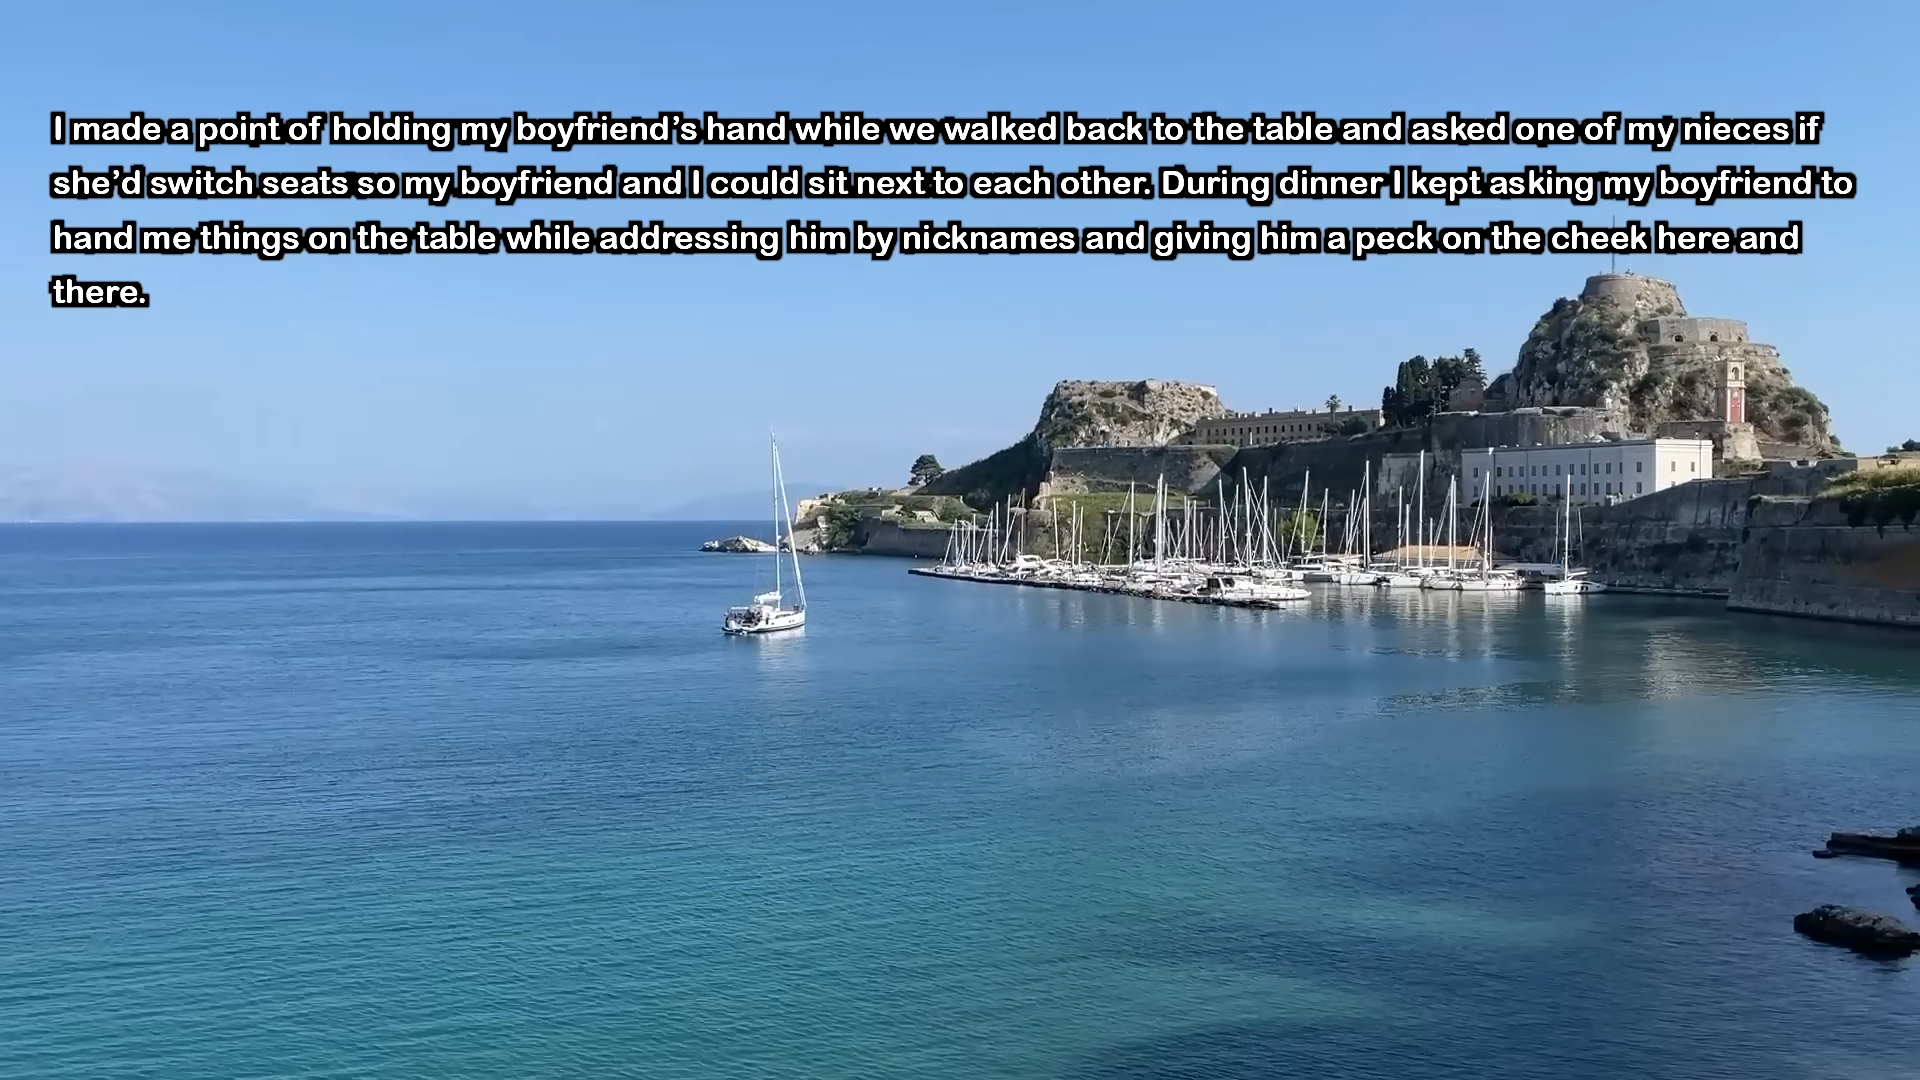 I made a point of holding my boyfriend’s hand while we walked back to the table and asked one of my nieces if
she’d switch seats so my boyfriend and I could sit next to each other. During dinner I kept asking my boyfriend to
hand me things on the table while addressing him by nicknames and giving him a peck on the cheek here and
there.